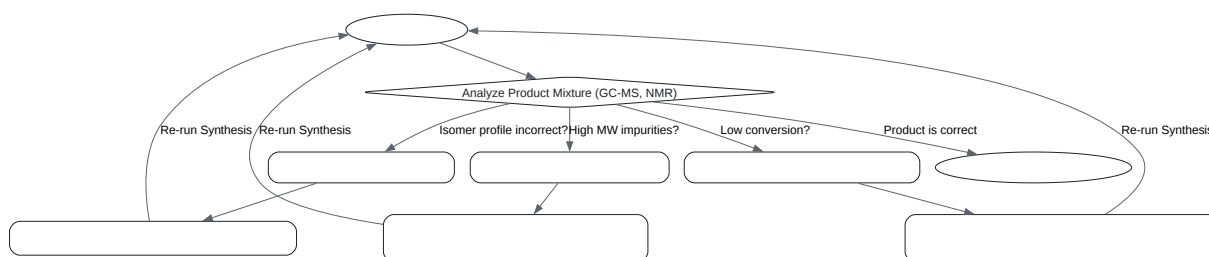 Analyze Product Mixture (GC-MS, NMR)
Re-run Synthesis
Re-run Synthesis
Isomer profile incorrect?
High MW impurities?
Low conversion?
Product is correct
Re-run Synthesis